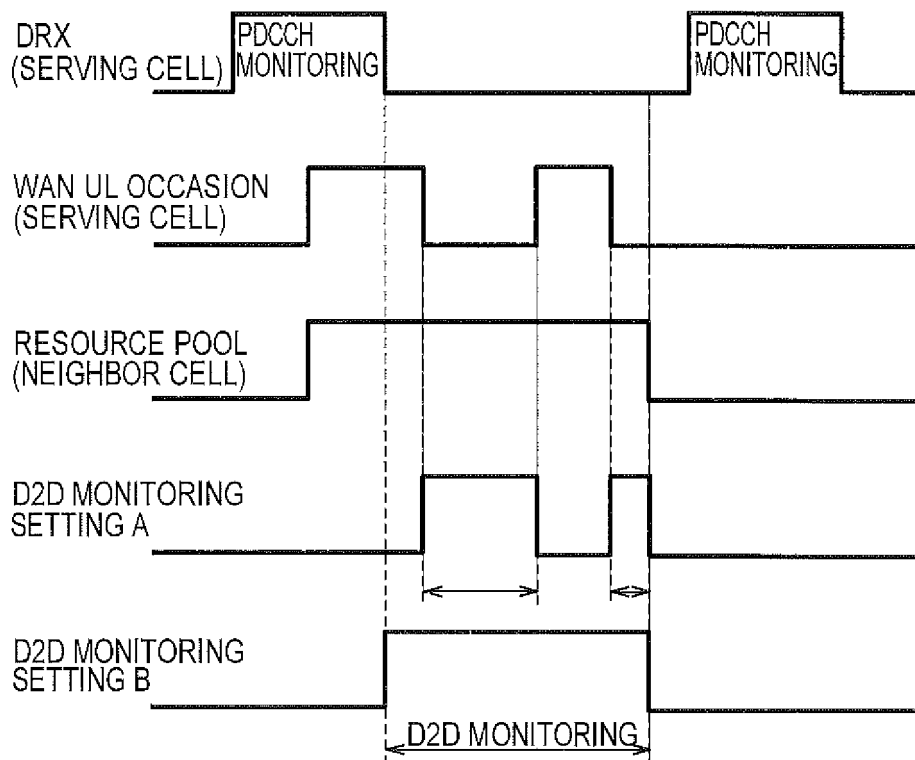 DRX
(SERVING CELL)
PDCCH
MONITORING
PDCCH
MONITORING
WAN UL OCCASION
(SERVING CELL)
RESOURCE POOL
(NEIGHBOR CELL)
D2D MONITORING
SETTING A
D2D MONITORING
SETTING B
D2D MONITORING